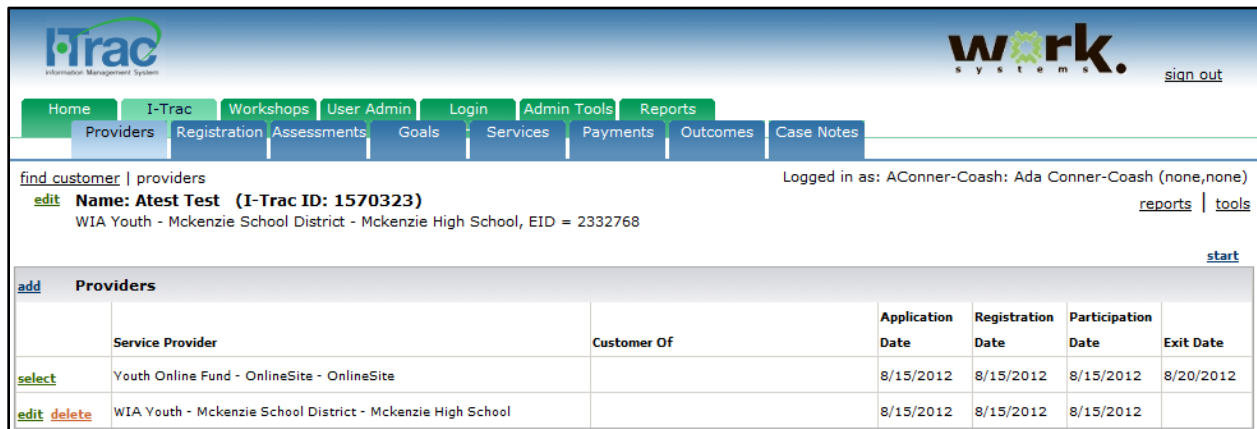 I-Trac
Information Management System
work.
systems
sign out
Home I-Trac Workshops User Admin Login Admin Tools Reports
Providers Registration Assessments Goals Services Payments Outcomes Case Notes
find customer | providers Logged in as: AConner-Coash: Ada Conner-Coash (none,none)
edit Name: Atest Test (I-Trac ID: 1570323) reports | tools
WIA Youth - Mckenzie School District - Mckenzie High School, EID = 2332768
start
add Providers
Service Provider Customer Of Application Date Registration Date Participation Date Exit Date
select Youth Online Fund - OnlineSite - OnlineSite 8/15/2012 8/15/2012 8/15/2012 8/20/2012
edit delete WIA Youth - Mckenzie School District - Mckenzie High School 8/15/2012 8/15/2012 8/15/2012